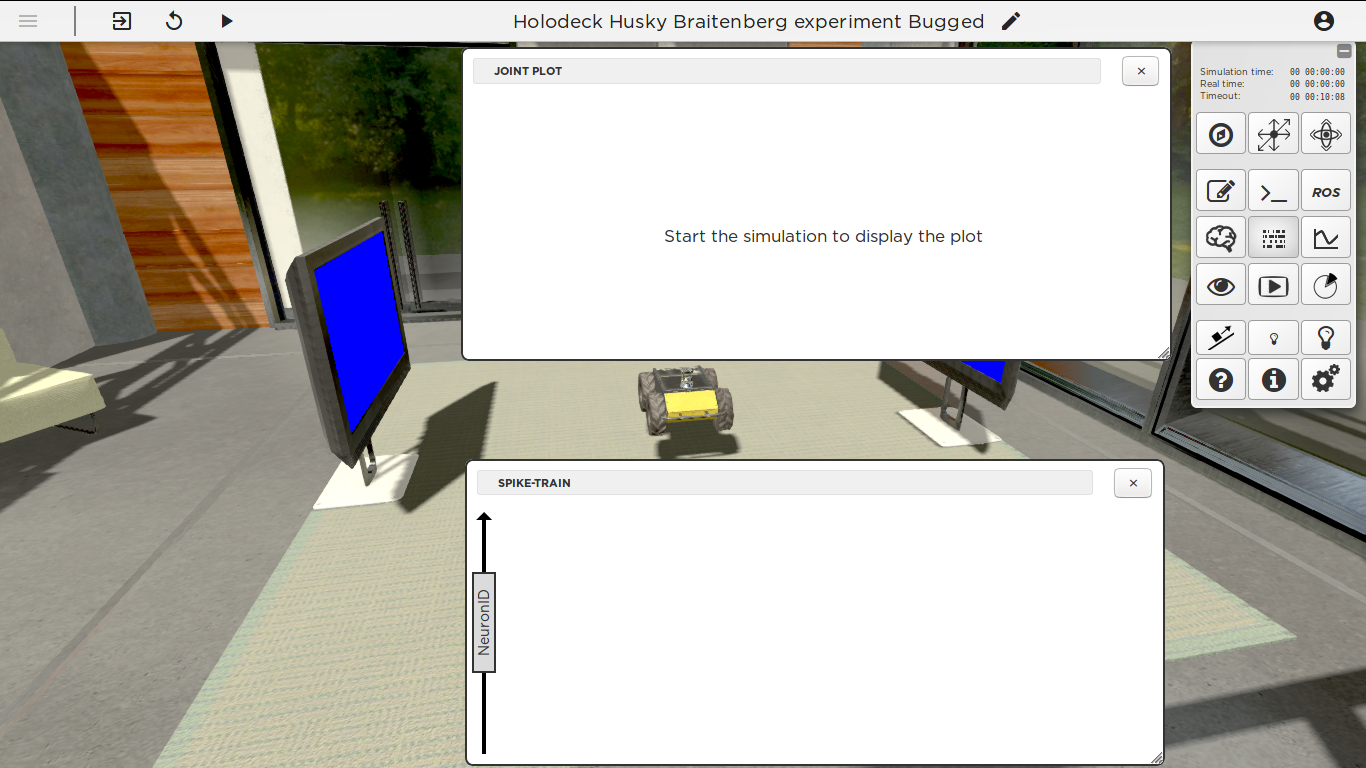 Holodeck Husky Braitenberg experiment Bugged
JOINT PLOT
×
Start the simulation to display the plot
Simulation time: 00 00:00:00
Real time: 00 00:00:00
Timeout: 00 00:10:08
>_
ROS
?
i
SPIKE-TRAIN
×
NeuronID